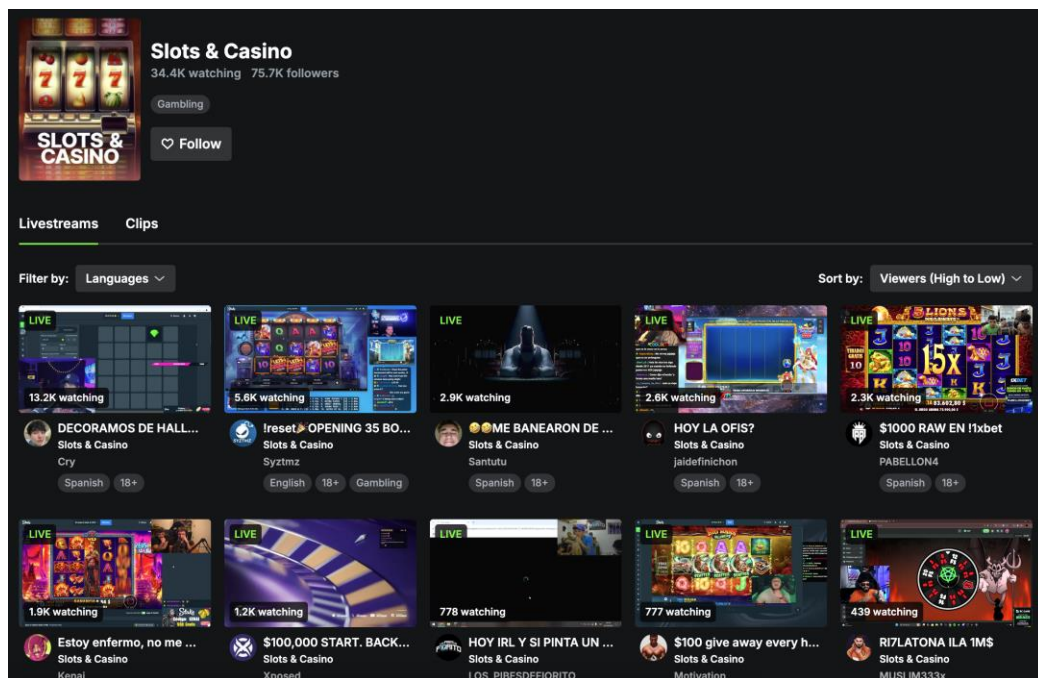 Slots & Casino
34.4K watching 75.7K followers
Gambling
SLOTS &
CASINO
♡ Follow
Livestreams Clips
Filter by: Languages
Sort by: Viewers (High to Low)
LIVE
13.2K watching
DECORAMOS DE HALL...
Slots & Casino
Cry
Spanish 18+
LIVE
5.6K watching
!reset🎉OPENING 35 BO...
Slots & Casino
Syztmz
English 18+ Gambling
LIVE
2.9K watching
🤣🤣ME BANEARON DE ...
Slots & Casino
Santutu
Spanish 18+
LIVE
2.6K watching
HOY LA OFIS?
Slots & Casino
jaidefinichon
Spanish 18+
LIVE
LIONS
15x
2.3K watching
$1000 RAW EN !1xbet
Slots & Casino
PABELLON4
Spanish 18+
LIVE
1.9K watching
Estoy enfermo, no me ...
Slots & Casino
Kenai
LIVE
1.2K watching
$100,000 START. BACK...
Slots & Casino
Xposed
LIVE
778 watching
HOY IRL Y SI PINTA UN ...
Slots & Casino
LOS_PIBESDEFIORITO
LIVE
777 watching
$100 give away every h...
Slots & Casino
Motivation
LIVE
439 watching
RI7LATONA ILA 1M$
Slots & Casino
MUSLIM333x